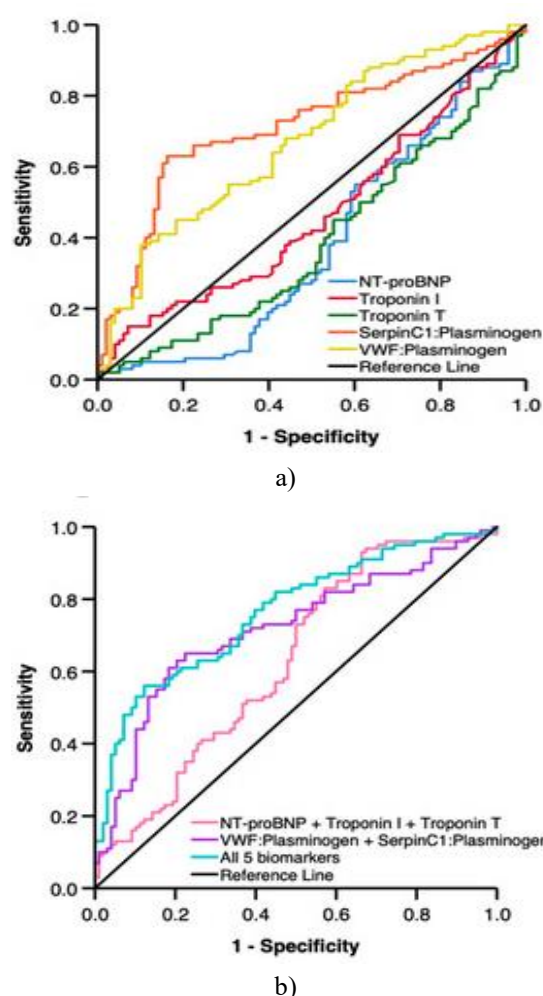 1.0
0.8
0.6
0.4
0.2
0.0
Sensitivity
NT-proBNP
Troponin I
Troponin T
SerpinC1:Plasminogen
VWF:Plasminogen
Reference Line
0.0 0.2 0.4 0.6 0.8 1.0
1 - Specificity
a)
1.0
0.8
0.6
0.4
0.2
0.0
Sensitivity
NT-proBNP + Troponin I + Troponin T
VWF:Plasminogen + SerpinC1:Plasminogen
All 5 biomarkers
Reference Line
0.0 0.2 0.4 0.6 0.8 1.0
1 - Specificity
b)